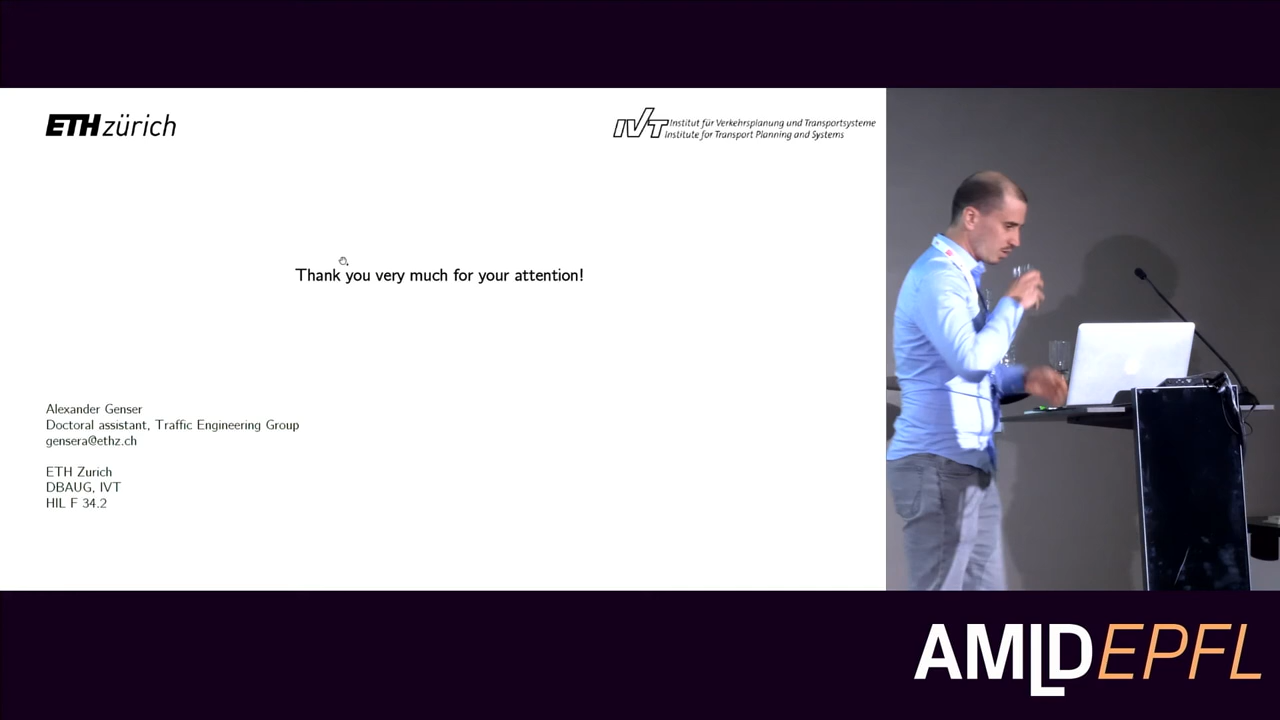 ETH zürich
IVT Institut für Verkehrsplanung und Transportsysteme
Institute for Transport Planning and Systems
Thank you very much for your attention!
Alexander Genser
Doctoral assistant, Traffic Engineering Group
gensera@ethz.ch
ETH Zurich
DBAUG, IVT
HIL F 34.2
AMLDEPFL